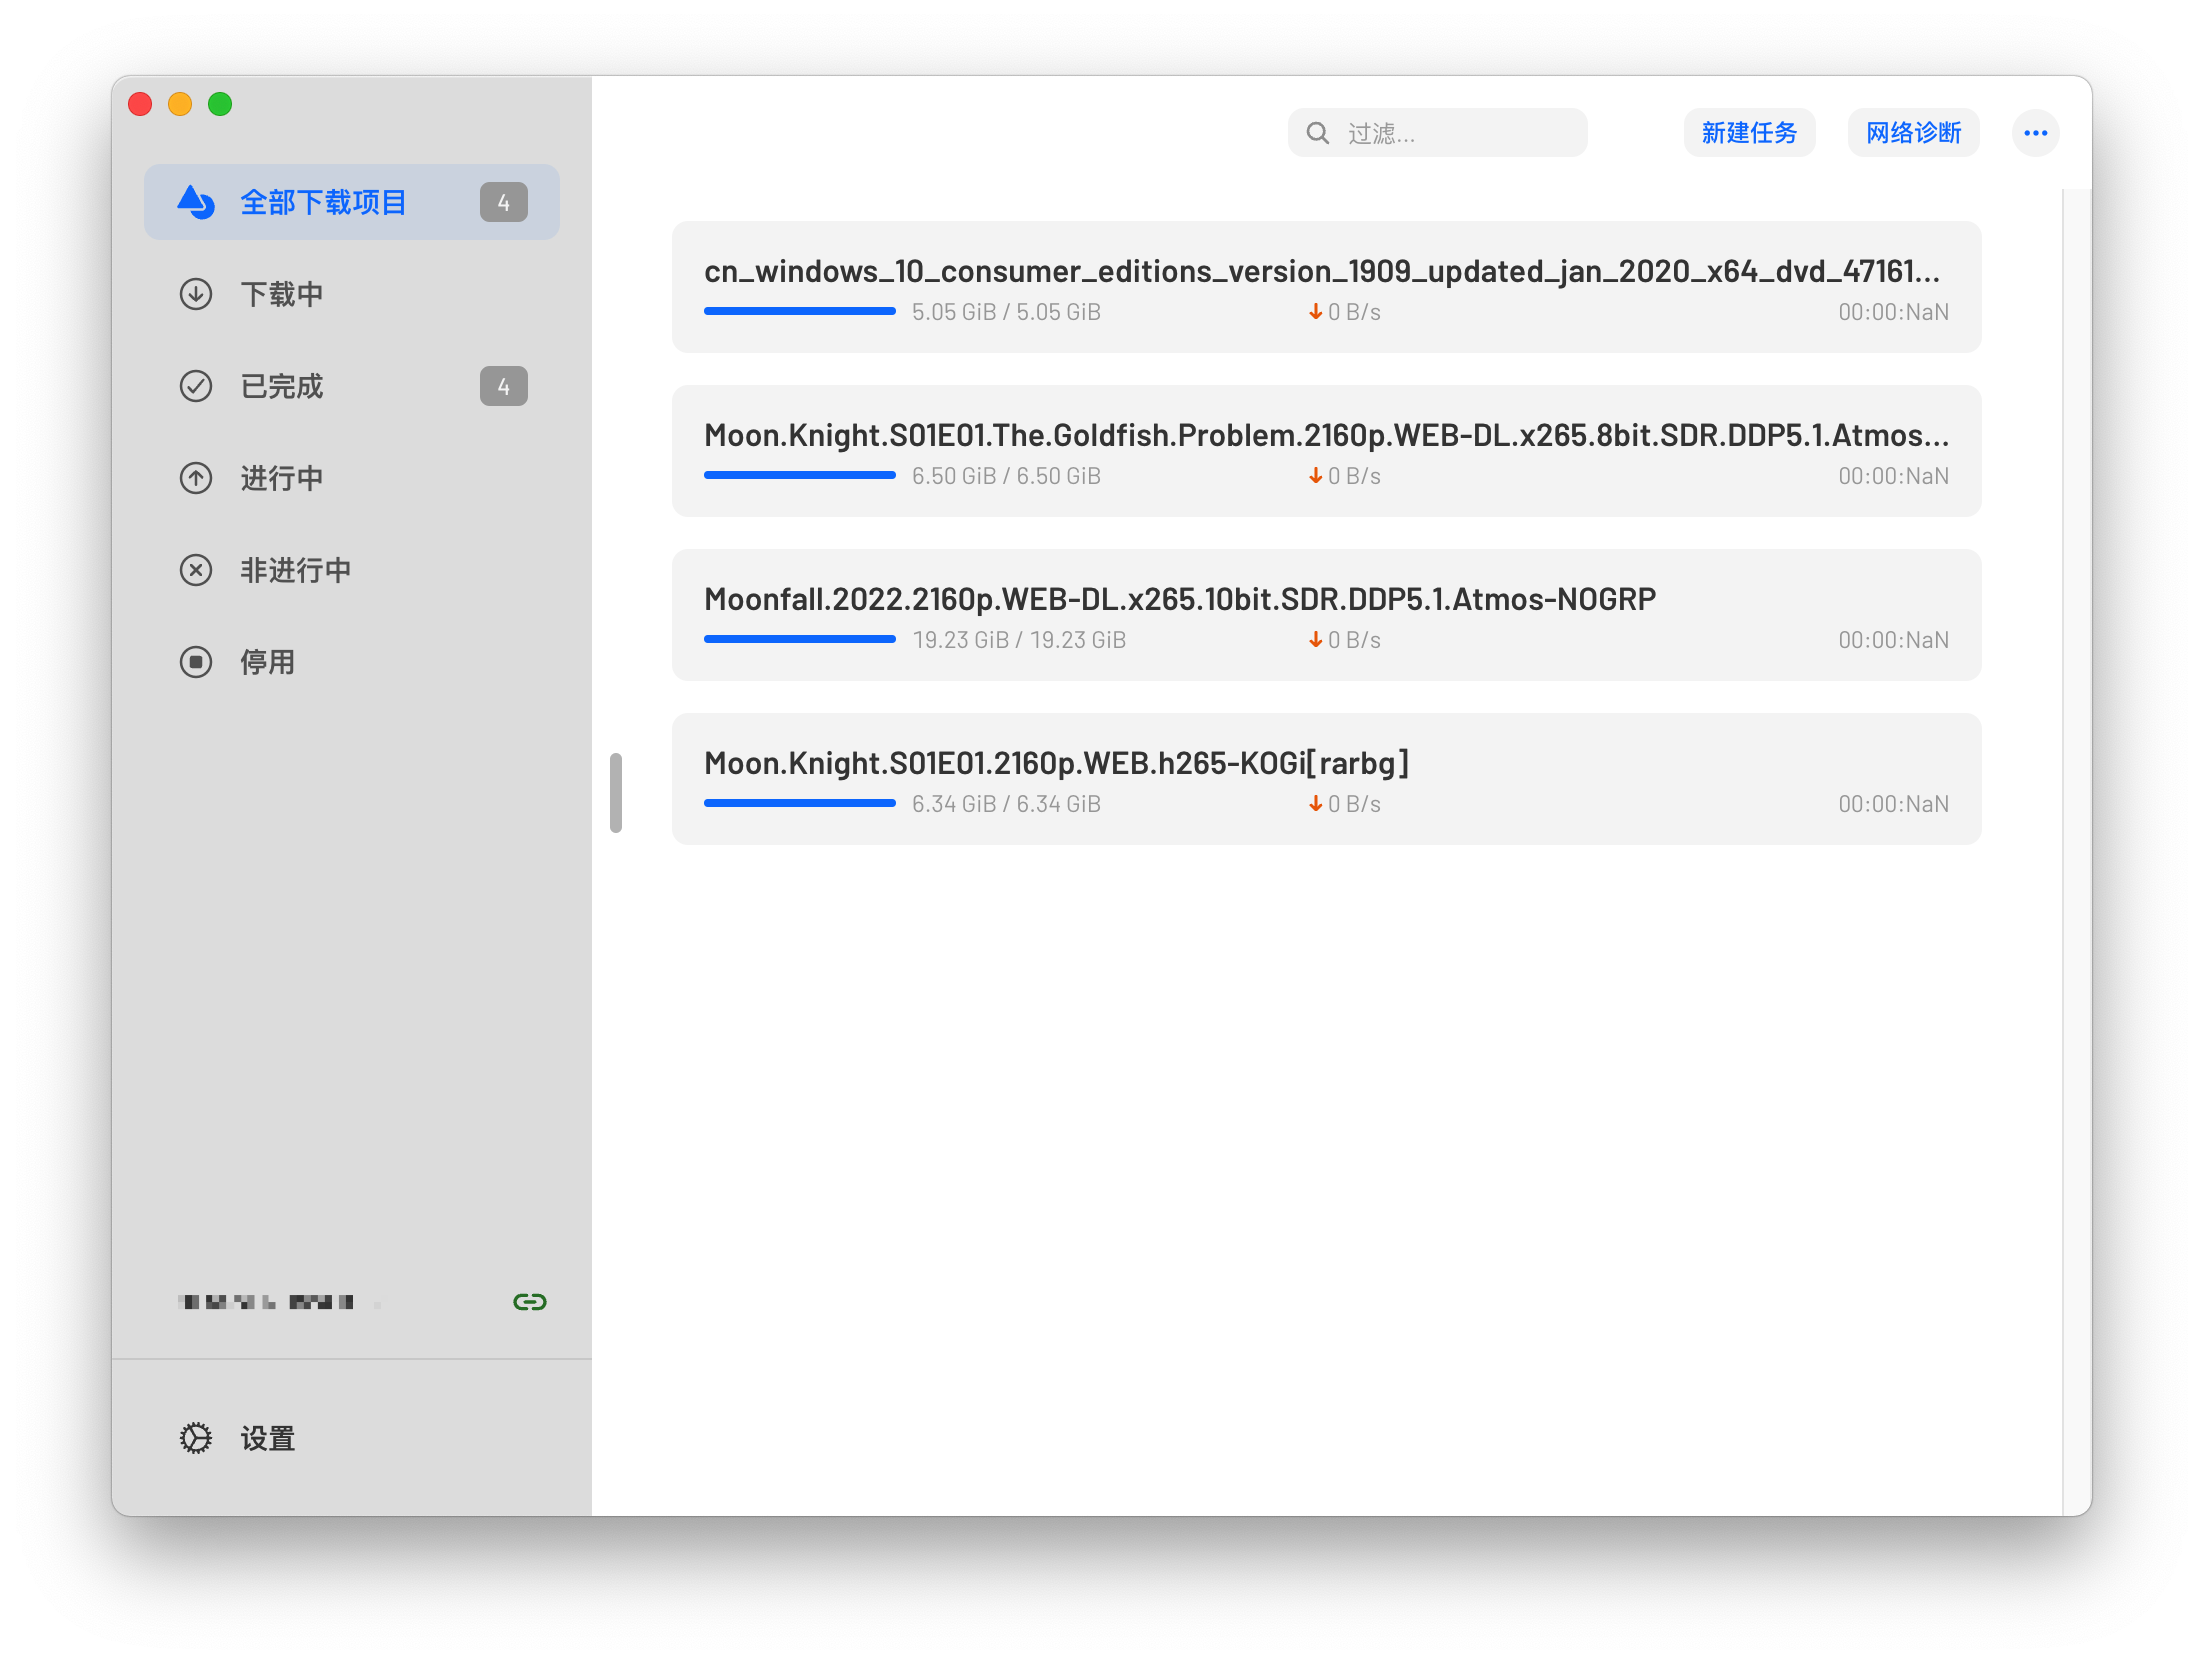 全部下载项目 4
下载中
已完成 4
进行中
非进行中
停用
设置
过滤...
新建任务
网络诊断
cn_windows_10_consumer_editions_version_1909_updated_jan_2020_x64_dvd_47161...
5.05 GiB / 5.05 GiB 0 B/s 00:00:NaN
Moon.Knight.S01E01.The.Goldfish.Problem.2160p.WEB-DL.x265.8bit.SDR.DDP5.1.Atmos...
6.50 GiB / 6.50 GiB 0 B/s 00:00:NaN
Moonfall.2022.2160p.WEB-DL.x265.10bit.SDR.DDP5.1.Atmos-NOGRP
19.23 GiB / 19.23 GiB 0 B/s 00:00:NaN
Moon.Knight.S01E01.2160p.WEB.h265-KOGi[rarbg]
6.34 GiB / 6.34 GiB 0 B/s 00:00:NaN